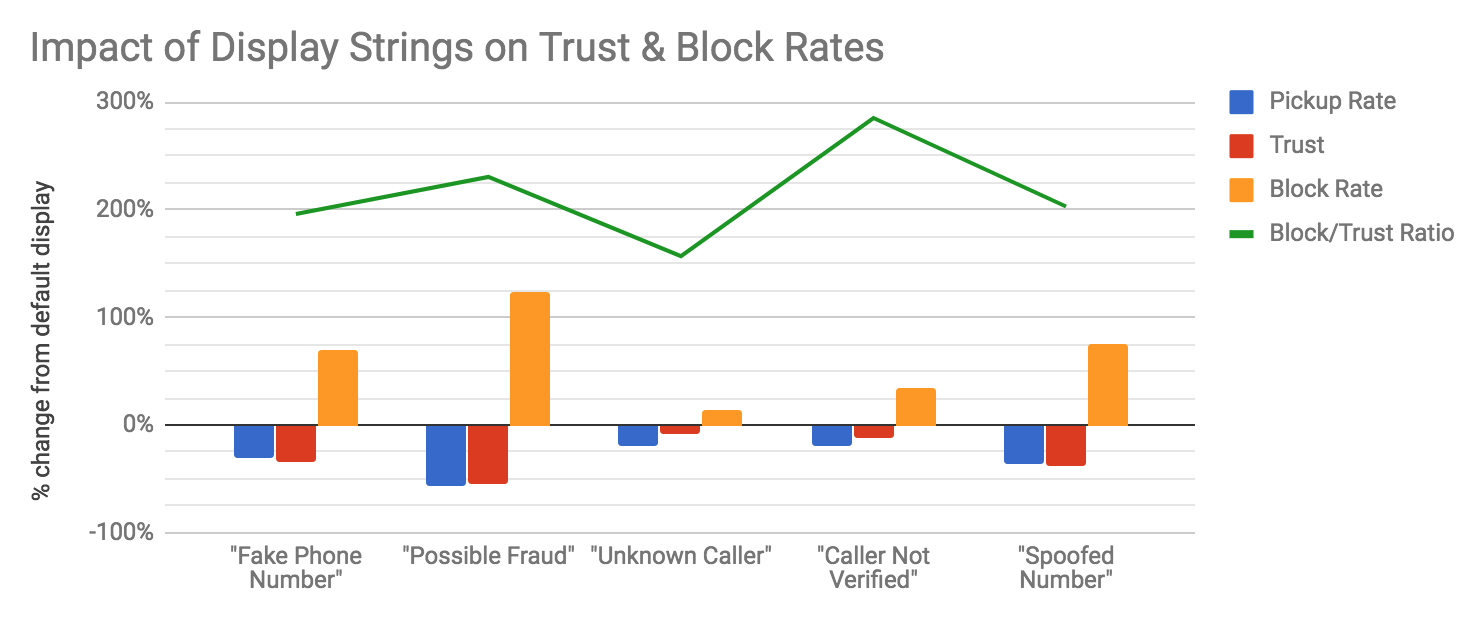 Impact of Display Strings on Trust & Block Rates
300%
200%
100%
0%
-100%
% change from default display
"Fake Phone
Number"
"Possible Fraud"
"Unknown Caller"
"Caller Not
Verified"
"Spoofed
Number"
Pickup Rate
Trust
Block Rate
Block/Trust Ratio